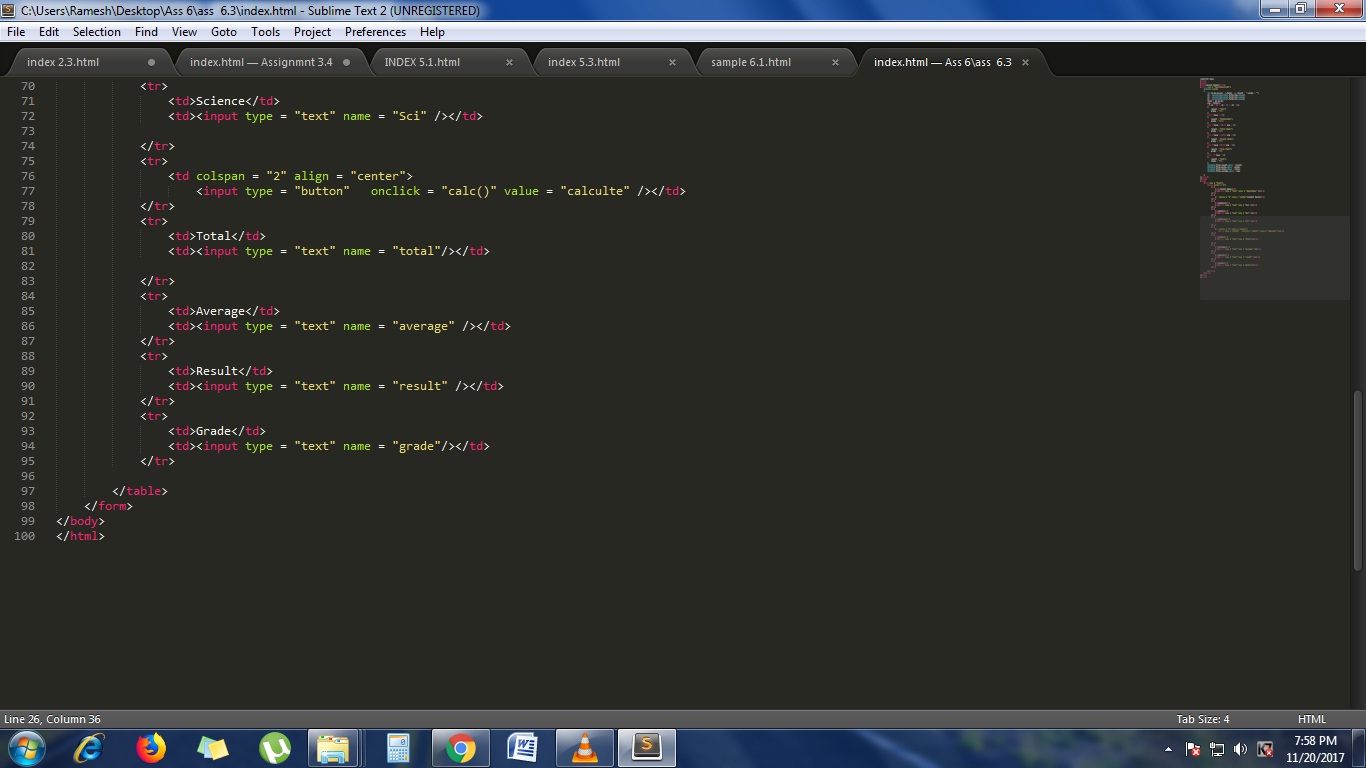 C:\Users\Ramesh\Desktop\Ass 6\ass  6.3\index.html - Sublime Text 2 (UNREGISTERED)
File Edit Selection Find View Goto Tools Project Preferences Help
index 2.3.html index.html — Assignmnt 3.4 INDEX 5.1.html index 5.3.html sample 6.1.html index.html — Ass 6\ass  6.3
70 <tr>
71 <td>Science</td>
72 <td><input type = "text" name = "Sci" /></td>
73
74 </tr>
75 <tr>
76 <td colspan = "2" align = "center">
77 <input type = "button"   onclick = "calc()" value = "calculte" /></td>
78 </tr>
79 <tr>
80 <td>Total</td>
81 <td><input type = "text" name = "total"/></td>
82
83 </tr>
84 <tr>
85 <td>Average</td>
86 <td><input type = "text" name = "average" /></td>
87 </tr>
88 <tr>
89 <td>Result</td>
90 <td><input type = "text" name = "result" /></td>
91 </tr>
92 <tr>
93 <td>Grade</td>
94 <td><input type = "text" name = "grade"/></td>
95 </tr>
96
97 </table>
98 </form>
99 </body>
100 </html>
Line 26, Column 36 Tab Size: 4 HTML
7:58 PM
11/20/2017